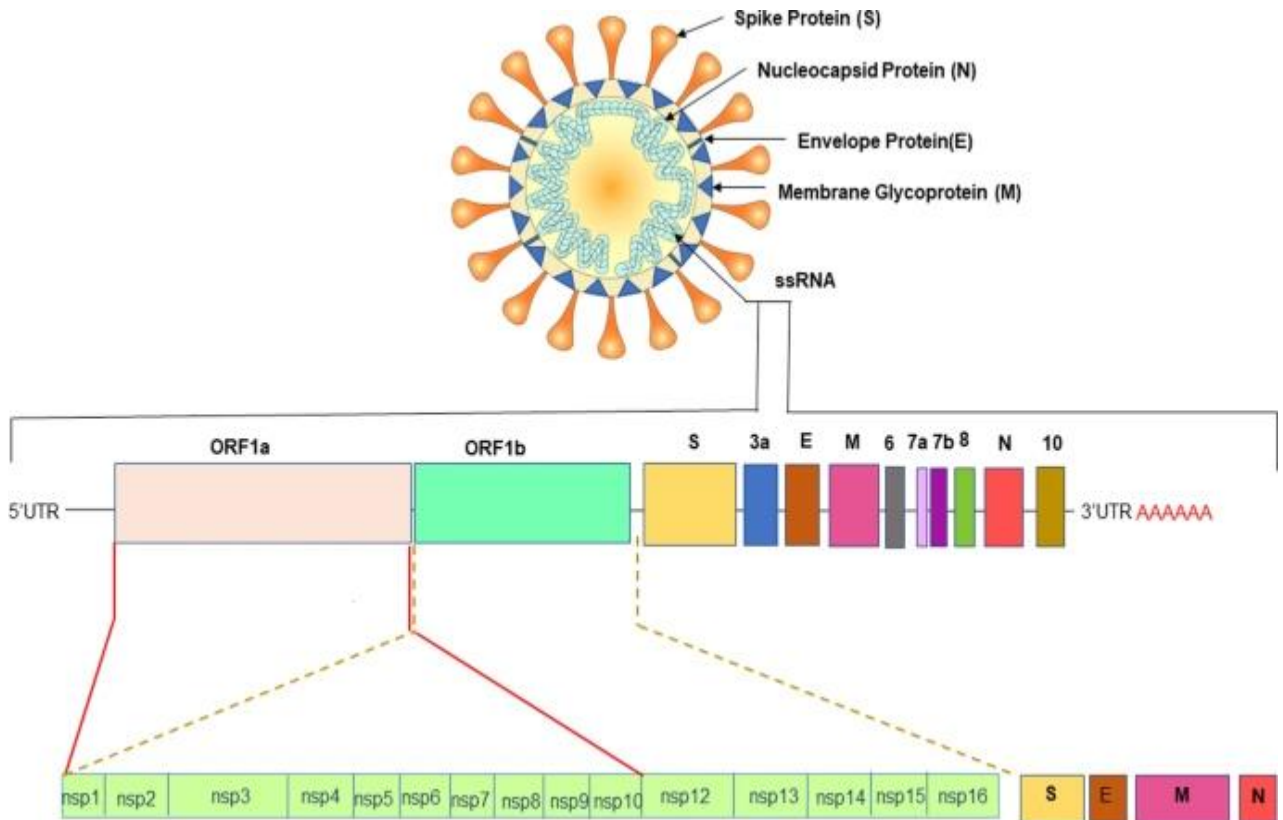 Spike Protein (S)
Nucleocapsid Protein (N)
Envelope Protein(E)
Membrane Glycoprotein (M)
ssRNA
ORF1a ORF1b S 3a E M 6 7a 7b 8 N 10
5'UTR 3'UTR AAAAAA
nsp1 nsp2 nsp3 nsp4 nsp5 nsp6 nsp7 nsp8 nsp9 nsp10 nsp12 nsp13 nsp14 nsp15 nsp16 S E M N